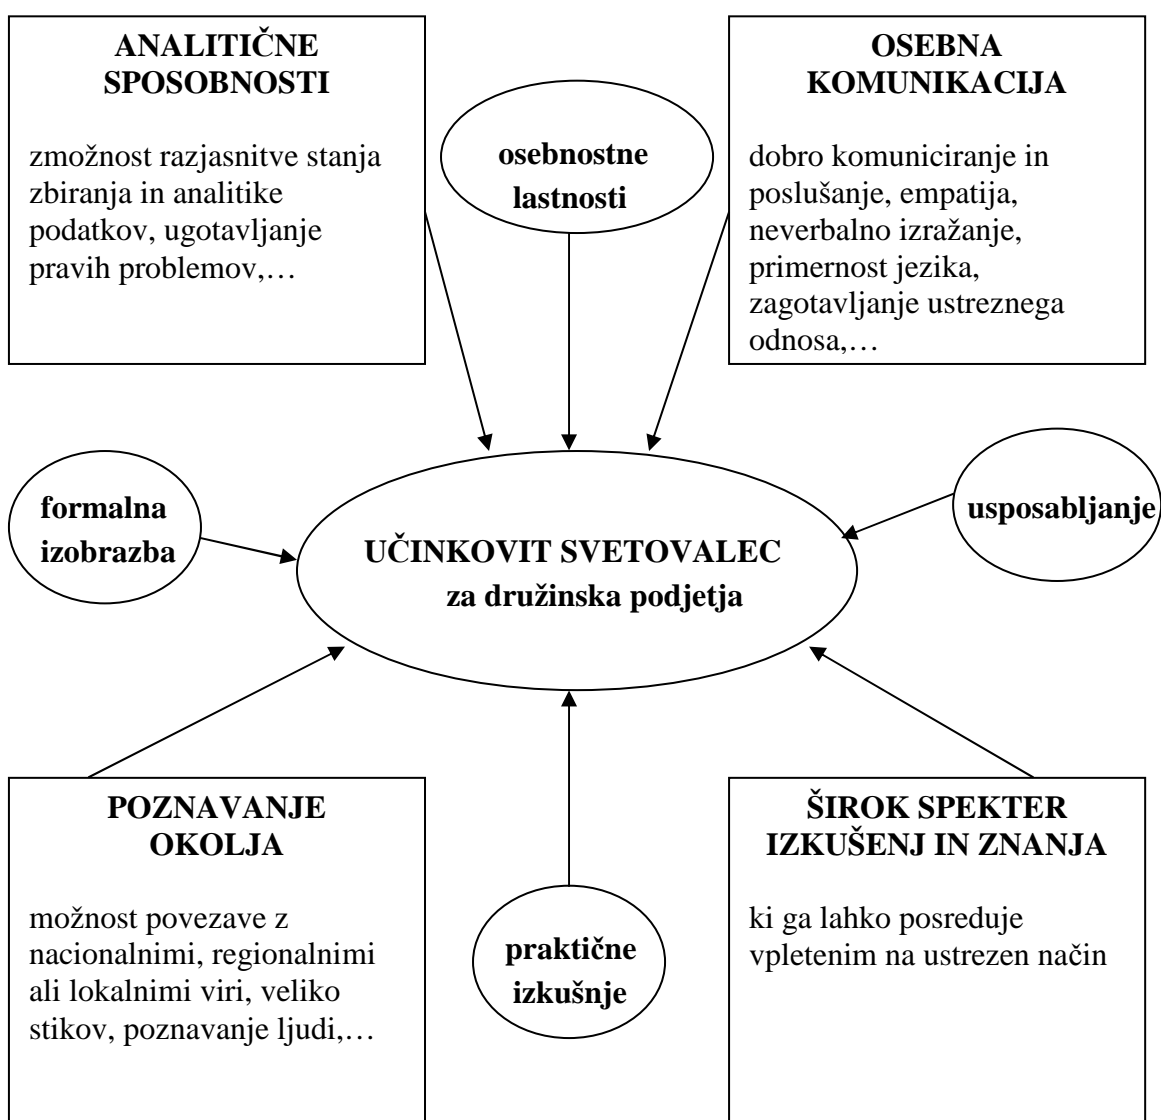 ANALITIČNE
SPOSOBNOSTI
zmožnost razjasnitve stanja
zbiranja in analitike
podatkov, ugotavljanje
pravih problemov,…
osebnostne
lastnosti
OSEBNA
KOMUNIKACIJA
dobro komuniciranje in
poslušanje, empatija,
neverbalno izražanje,
primernost jezika,
zagotavljanje ustreznega
odnosa,…
formalna
izobrazba
UČINKOVIT SVETOVALEC
za družinska podjetja
usposabljanje
POZNAVANJE
OKOLJA
možnost povezave z
nacionalnimi, regionalnimi
ali lokalnimi viri, veliko
stikov, poznavanje ljudi,…
praktične
izkušnje
ŠIROK SPEKTER
IZKUŠENJ IN ZNANJA
ki ga lahko posreduje
vpletenim na ustrezen način